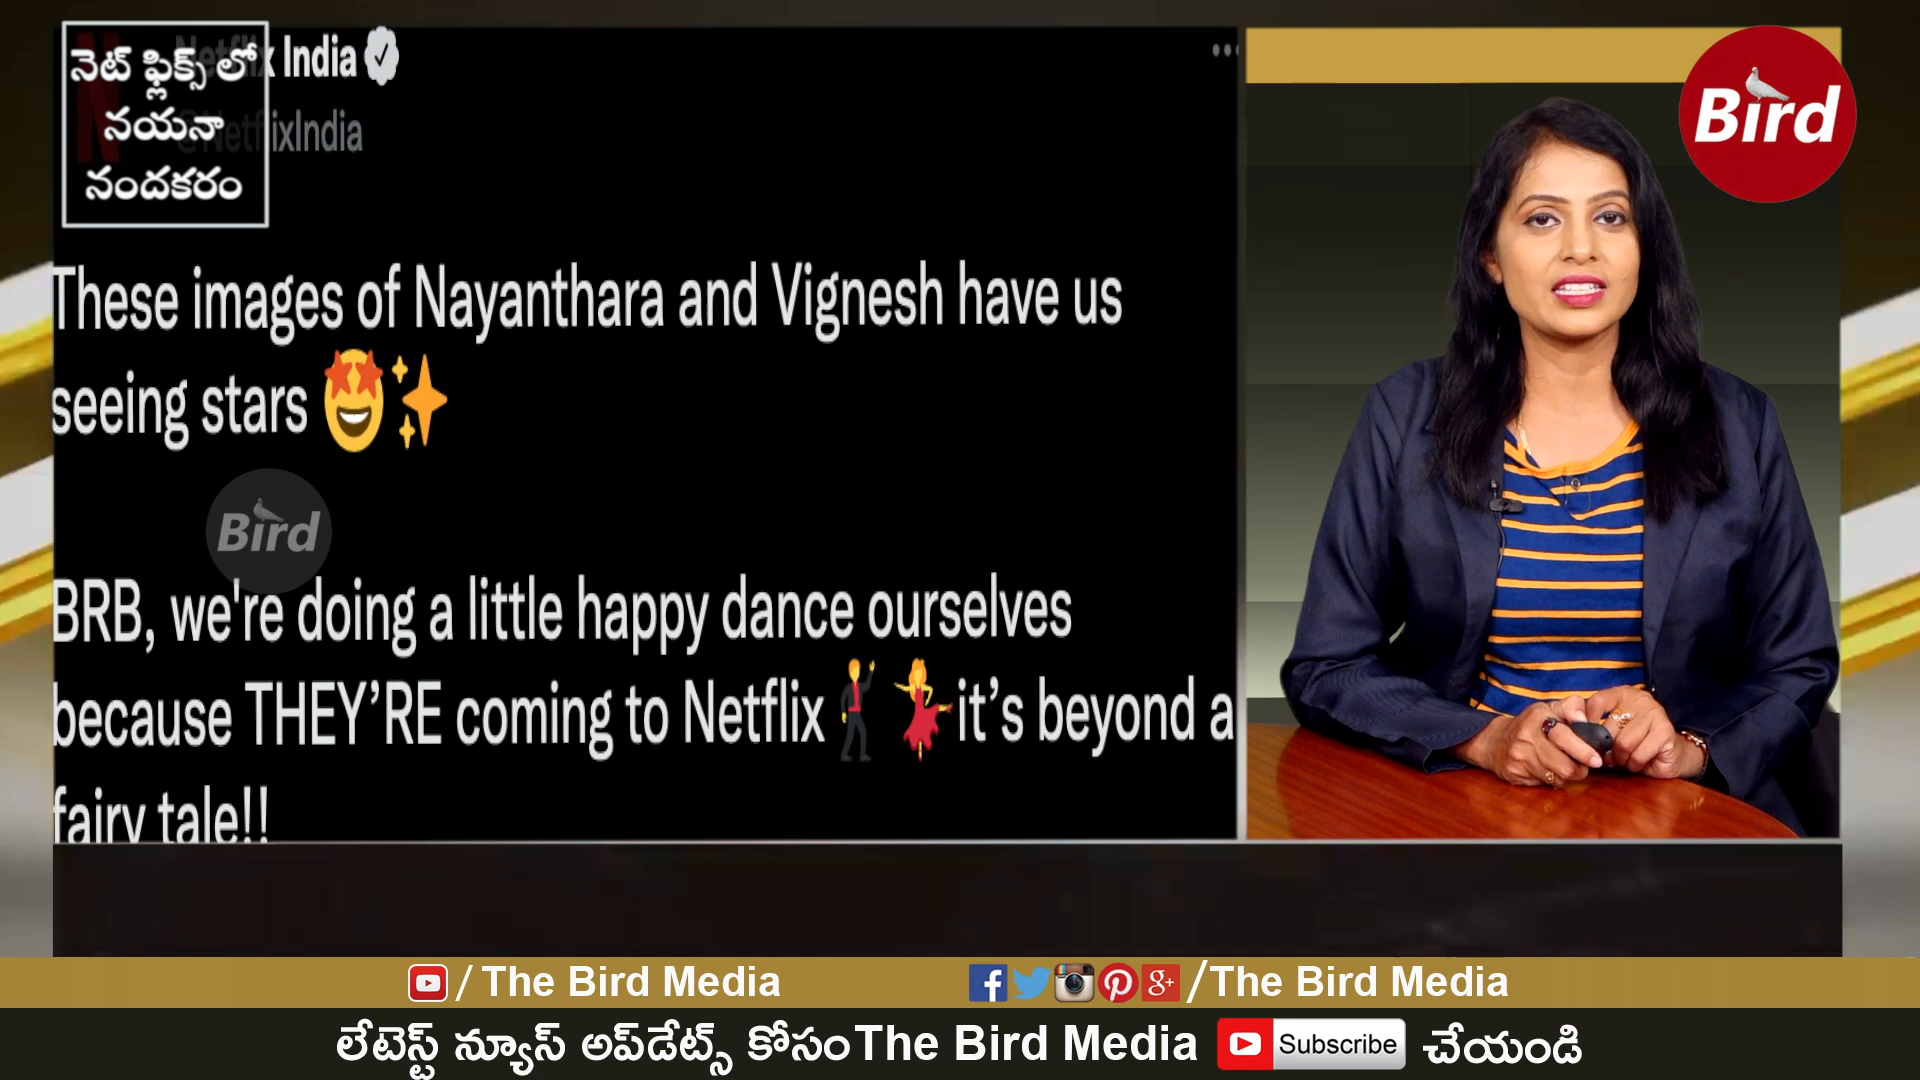 నెట్ ఫ్లిక్స్ లో
నయనా
నందకరం
Netflix India
@NetflixIndia
These images of Nayanthara and Vignesh have us
seeing stars 🤩✨
BRB, we're doing a little happy dance ourselves
because THEY’RE coming to Netflix🕺💃it’s beyond a
fairy tale!!
Bird
Bird
/ The Bird Media
/The Bird Media
లేటెస్ట్ న్యూస్ అప్‌డేట్స్ కోసం The Bird Media Subscribe చేయండి